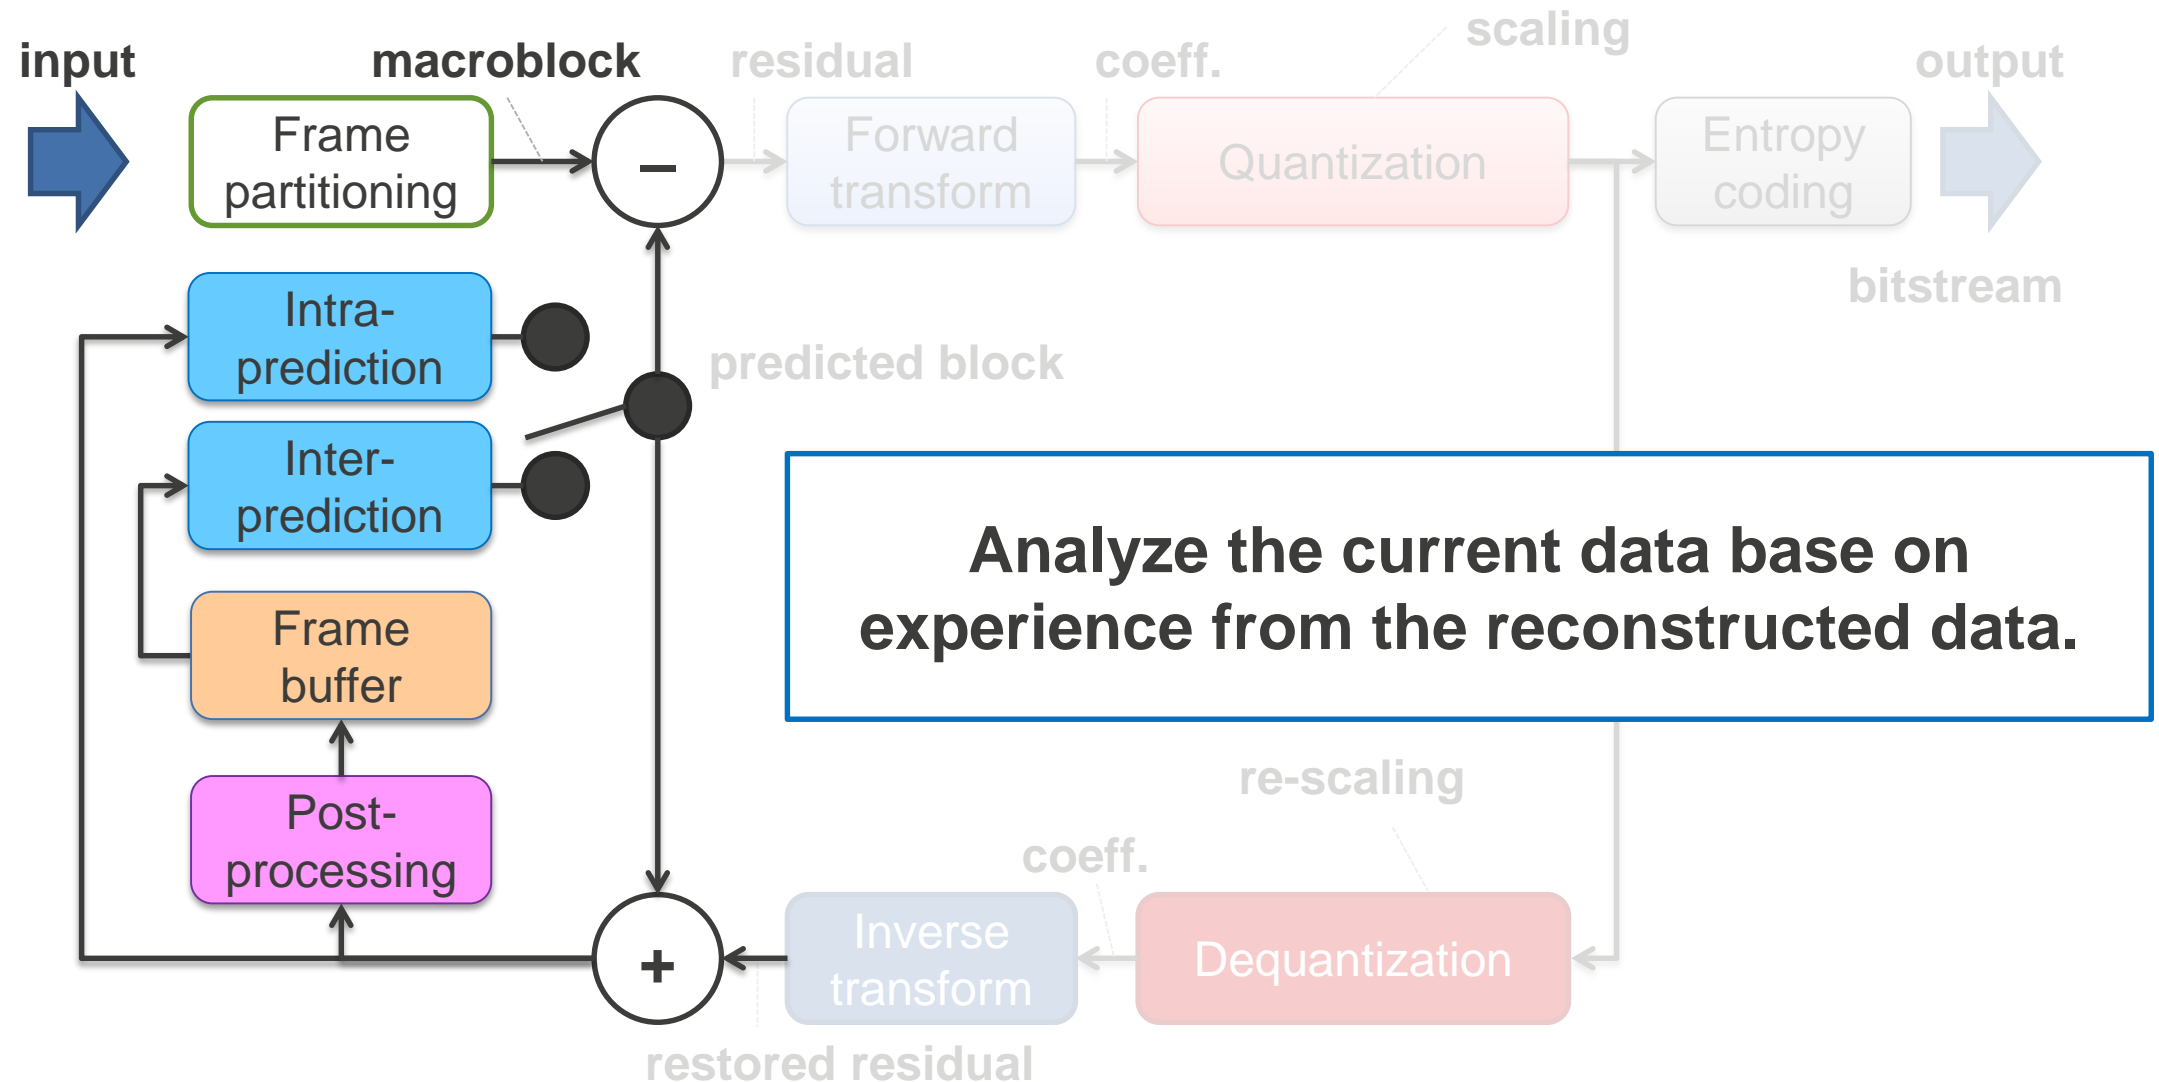 scaling
input
macroblock
residual
coeff.
output
Frame
partitioning
–
Forward
transform
Quantization
Entropy
coding
bitstream
Intra-
prediction
predicted block
Inter-
prediction
Analyze the current data base on
experience from the reconstructed data.
Frame
buffer
re-scaling
Post-
processing
coeff.
+
Inverse
transform
Dequantization
restored residual